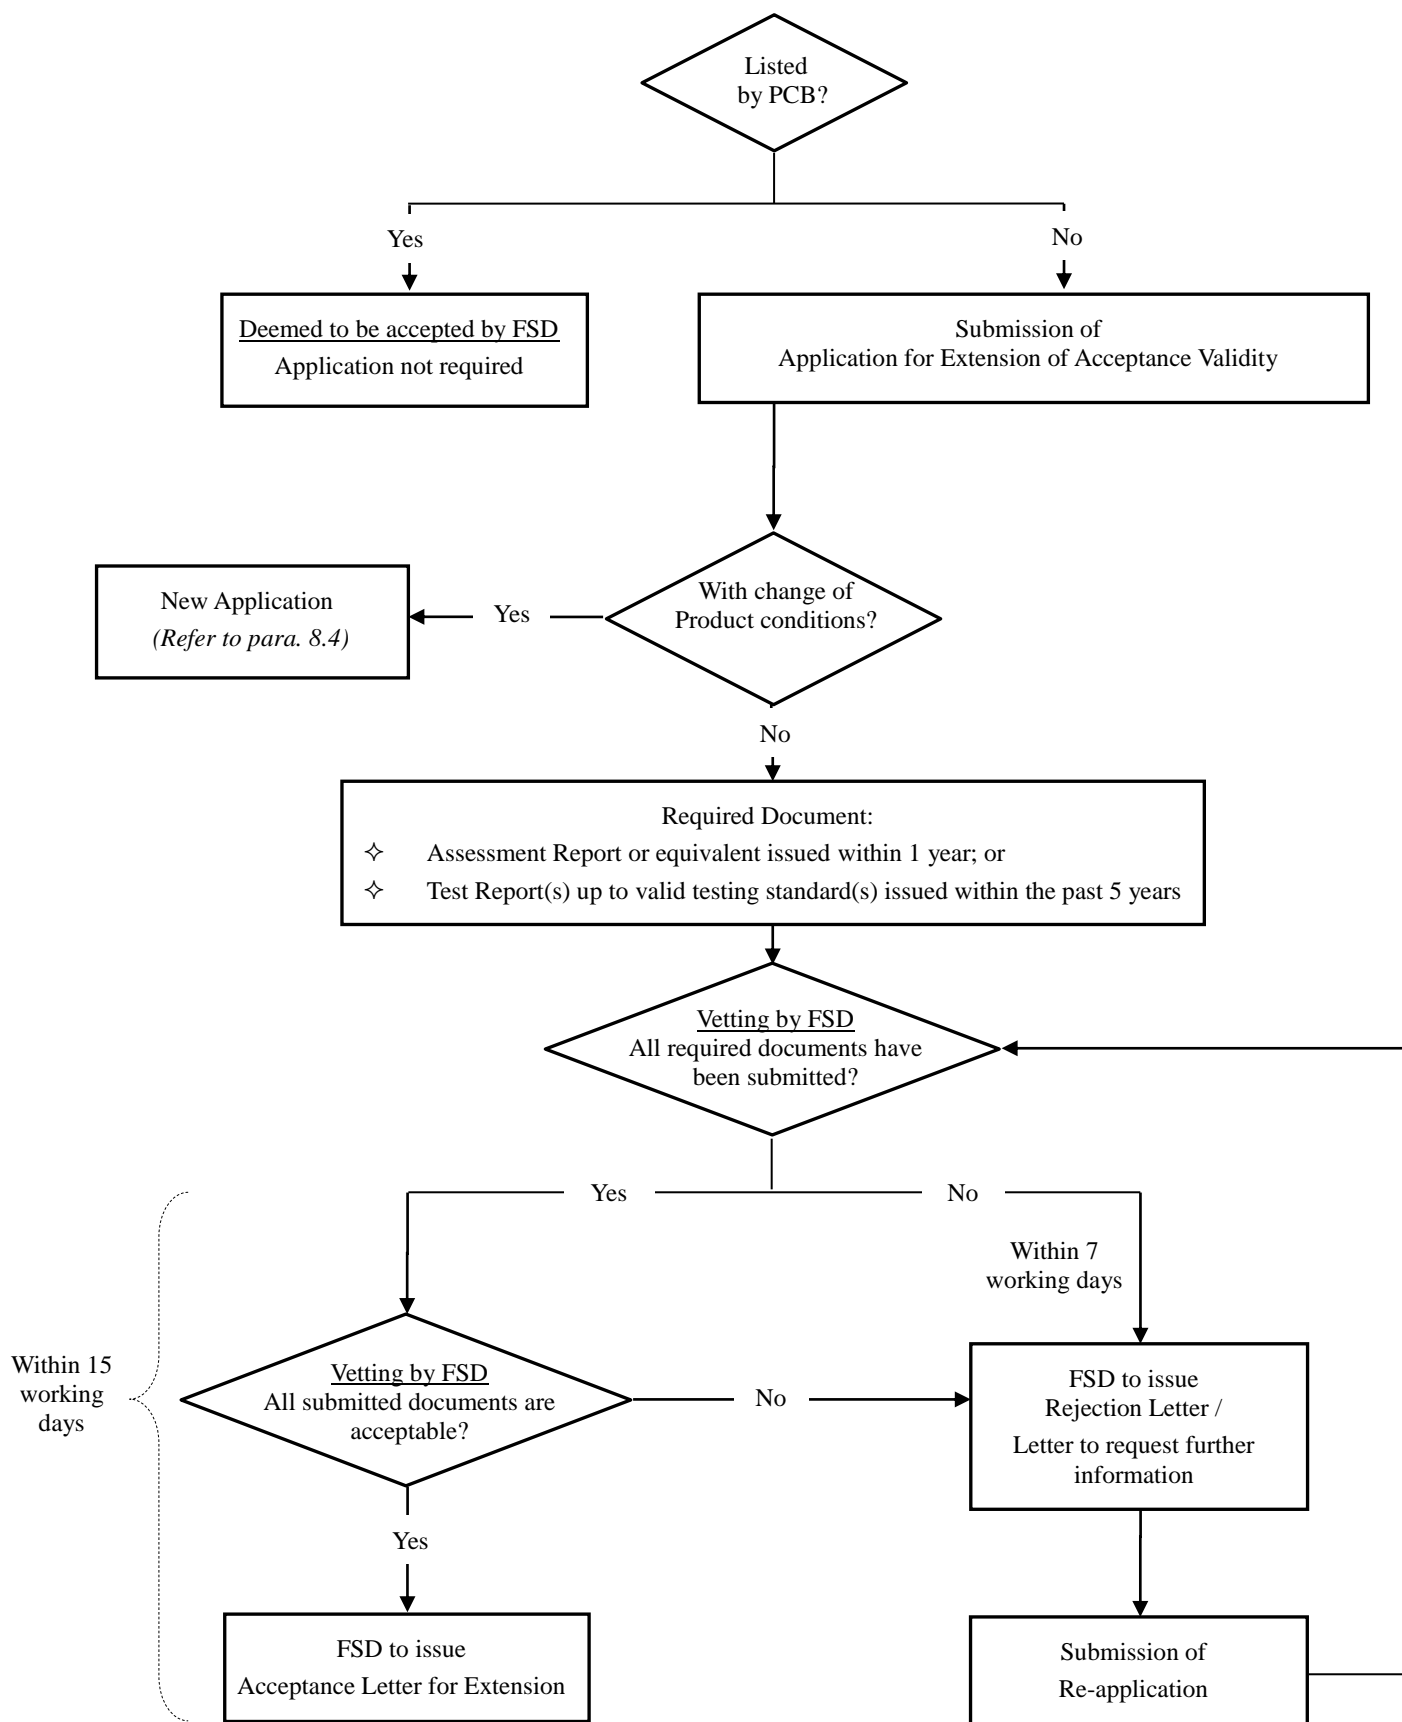 Listed
by PCB?
Yes
No
Deemed to be accepted by FSD
Application not required
Submission of
Application for Extension of Acceptance Validity
With change of
Product conditions?
Yes
New Application
(Refer to para. 8.4)
No
Required Document:
✧ Assessment Report or equivalent issued within 1 year; or
✧ Test Report(s) up to valid testing standard(s) issued within the past 5 years
Vetting by FSD
All required documents have
been submitted?
Yes
No
Within 7
working days
Within 15
working
days
Vetting by FSD
All submitted documents are
acceptable?
No
FSD to issue
Rejection Letter /
Letter to request further
information
Yes
FSD to issue
Acceptance Letter for Extension
Submission of
Re-application